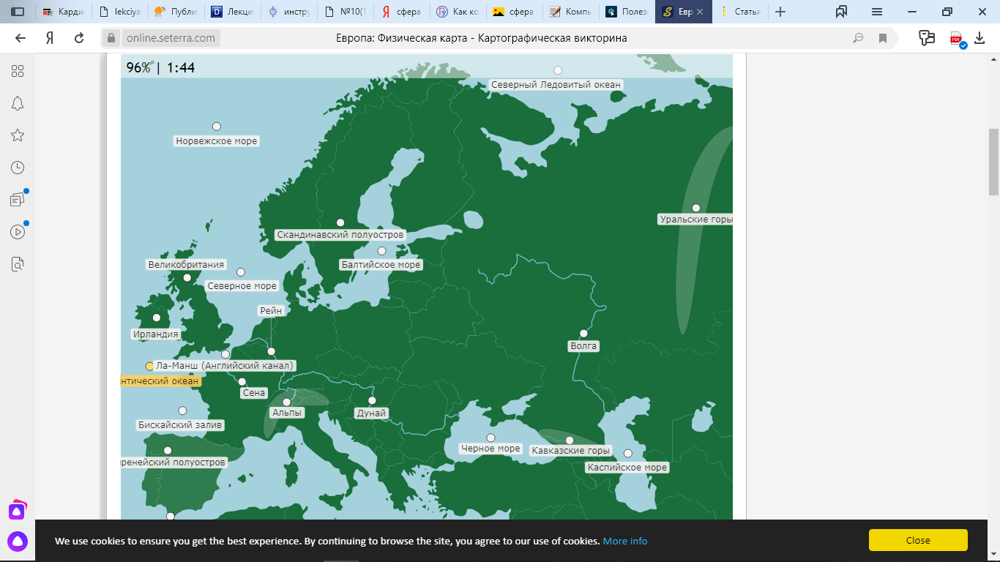 Карди
lekciya
Публи
Лекци
инстру
№10(1
сфера
Как ко
сфера
Компь
Полез
Евр
Статья
online.seterra.com
Европа: Физическая карта - Картографическая викторина
96% | 1:44
Северный Ледовитый океан
Норвежское море
Уральские горы
Скандинавский полуостров
Великобритания
Балтийское море
Северное море
Рейн
Ирландия
Волга
Ла-Манш (Английский канал)
нтический океан
Сена
Альпы
Дунай
Бискайский залив
Черное море
Кавказские горы
иренейский полуостров
Каспийское море
We use cookies to ensure you get the best experience. By continuing to browse the site, you agree to our use of cookies. More info
Close